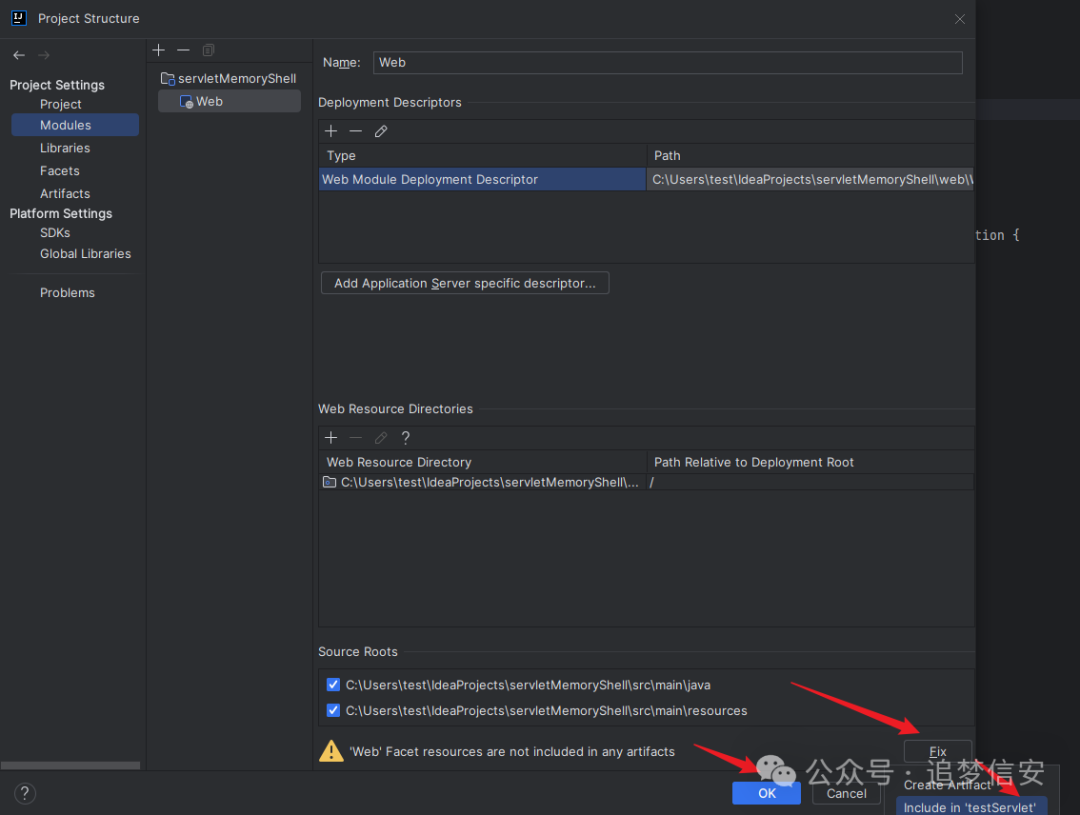 Project Structure
Project Settings
Project
Modules
Libraries
Facets
Artifacts
Platform Settings
SDKs
Global Libraries
Problems
servletMemoryShell
Web
Name:
Web
Deployment Descriptors
Type
Path
Web Module Deployment Descriptor
C:\Users\test\IdeaProjects\servletMemoryShell\web\
tion {
Add Application Server specific descriptor...
Web Resource Directories
?
Web Resource Directory
Path Relative to Deployment Root
C:\Users\test\IdeaProjects\servletMemoryShell\...
/
Source Roots
C:\Users\test\IdeaProjects\servletMemoryShell\src\main\java
C:\Users\test\IdeaProjects\servletMemoryShell\src\main\resources
'Web' Facet resources are not included in any artifacts
Fix
公众号 · 追梦信安
Create Artifact
Include in 'testServlet'
?
OK
Cancel